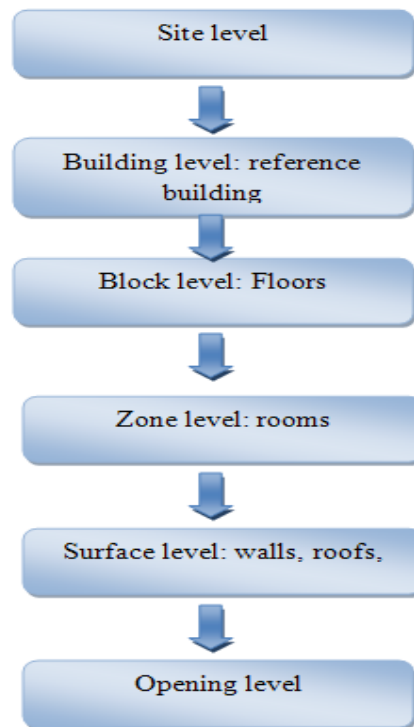 Site level
Building level: reference
building
Block level: Floors
Zone level: rooms
Surface level: walls, roofs,
Opening level